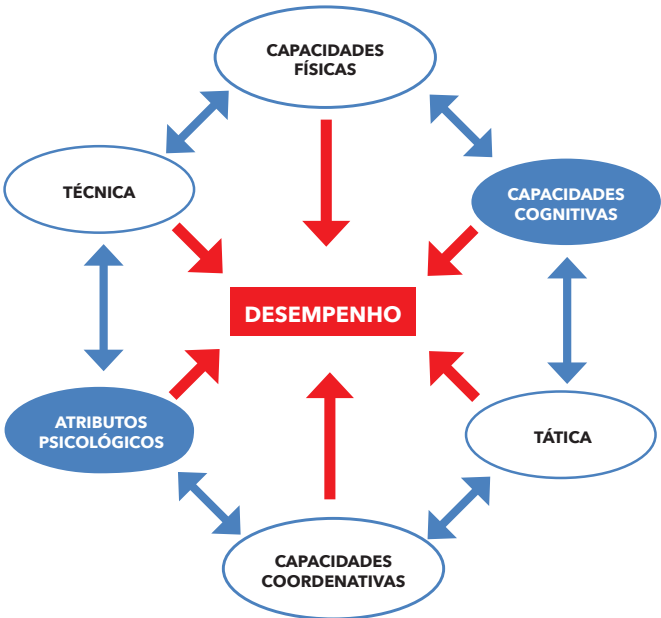 CAPACIDADES
FÍSICAS
TÉCNICA
CAPACIDADES
COGNITIVAS
DESEMPENHO
ATRIBUTOS
PSICOLÓGICOS
TÁTICA
CAPACIDADES
COORDENATIVAS